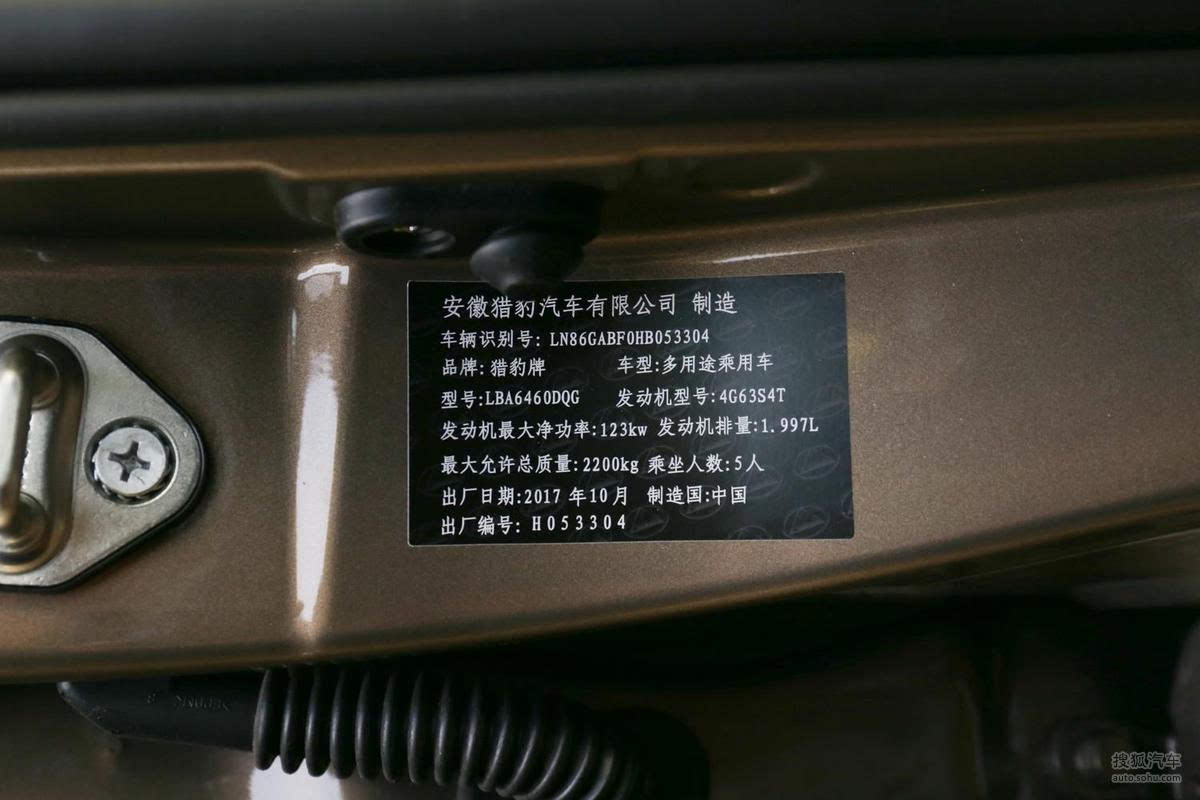 安徽猎豹汽车有限公司 制造
车辆识别号: LN86GABF0HB053304
品牌: 猎豹牌 车型:多用途乘用车
型号:LBA6460DQG 发动机型号:4G63S4T
发动机最大净功率:123kw 发动机排量:1.997L
最大允许总质量:2200kg 乘坐人数:5人
出厂日期:2017 年10月 制造国:中国
出厂编号: H053304
搜狐汽车
auto.sohu.com